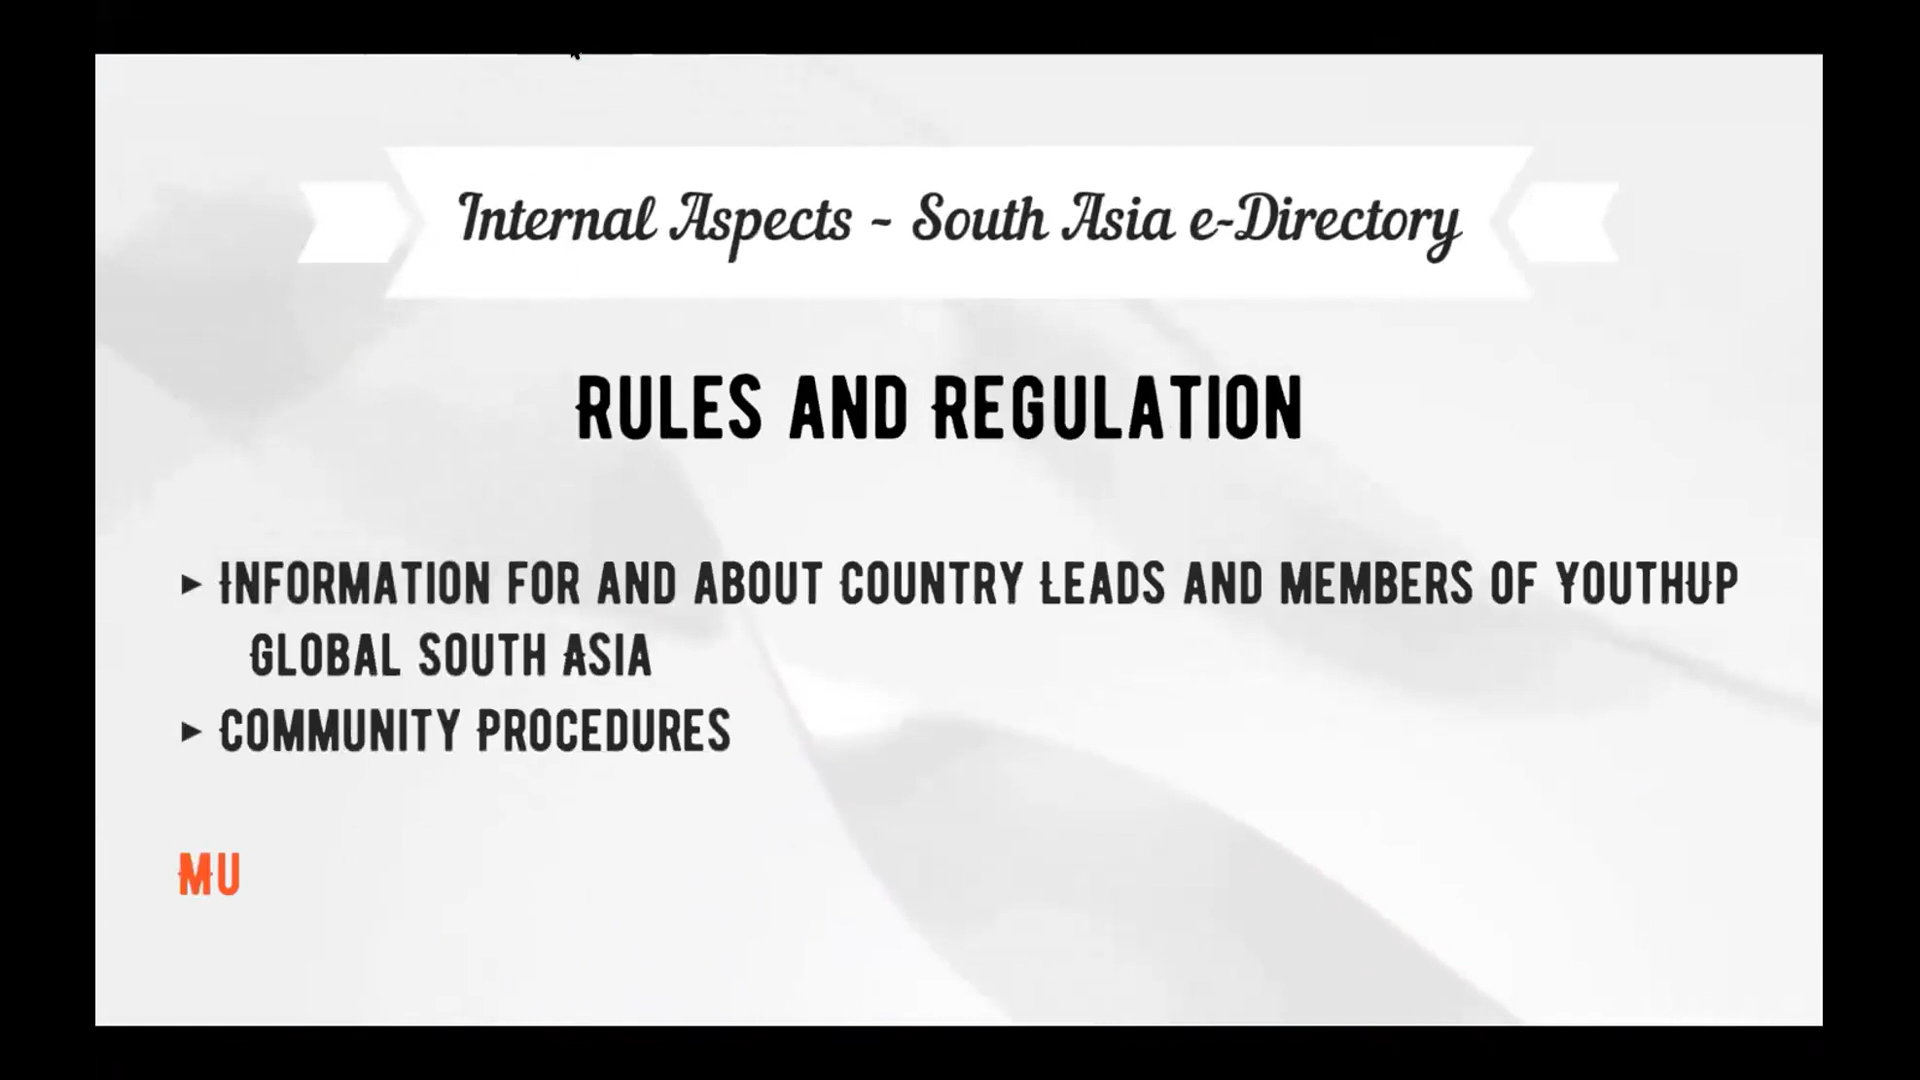 Internal Aspects ~ South Asia e-Directory
Rules and Regulation
▸ Information for and about Country Leads and members of YouthUp
Global South Asia
▸ Community Procedures
MU